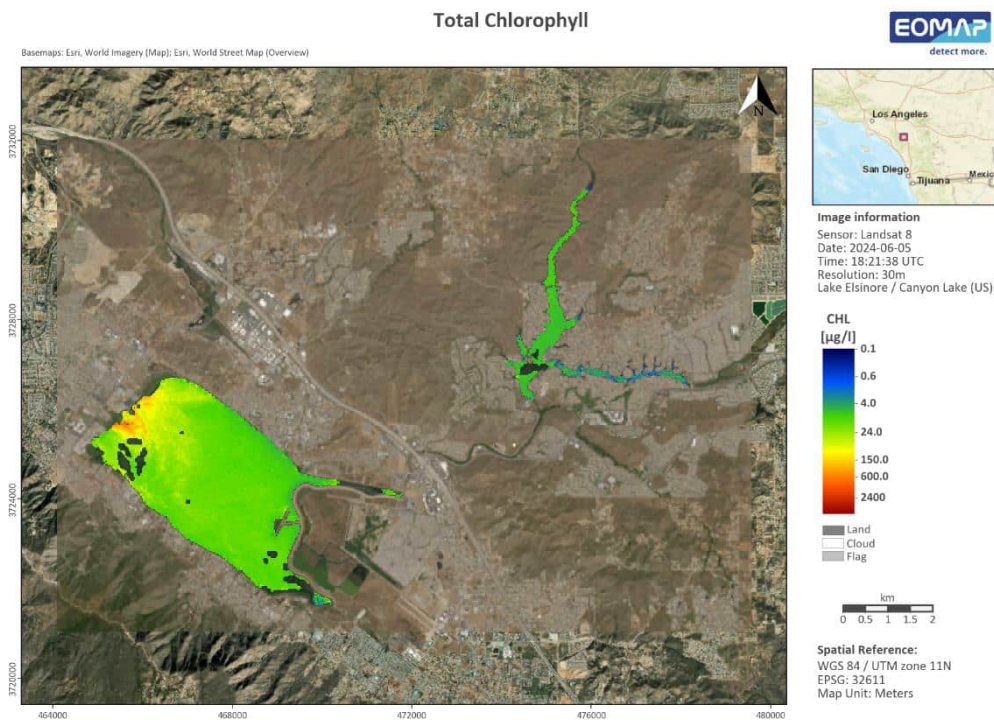 Total Chlorophyll
EOMAP
detect more.
Basemaps: Esri, World Imagery (Map); Esri, World Street Map (Overview)
N
3732000
3728000
3724000
3720000
464000
468000
472000
476000
480000
Los Angeles
San Diego
Tijuana
Mexic
Image information
Sensor: Landsat 8
Date: 2024-06-05
Time: 18:21:38 UTC
Resolution: 30m
Lake Elsinore / Canyon Lake (US)
CHL
[µg/l]
0.1
4.0
24.0
150.0
600.0
2400
Land
Cloud
Flag
km
0 0.5 1 1.5 2
Spatial Reference:
WGS 84 / UTM zone 11N
EPSG: 32611
Map Unit: Meters